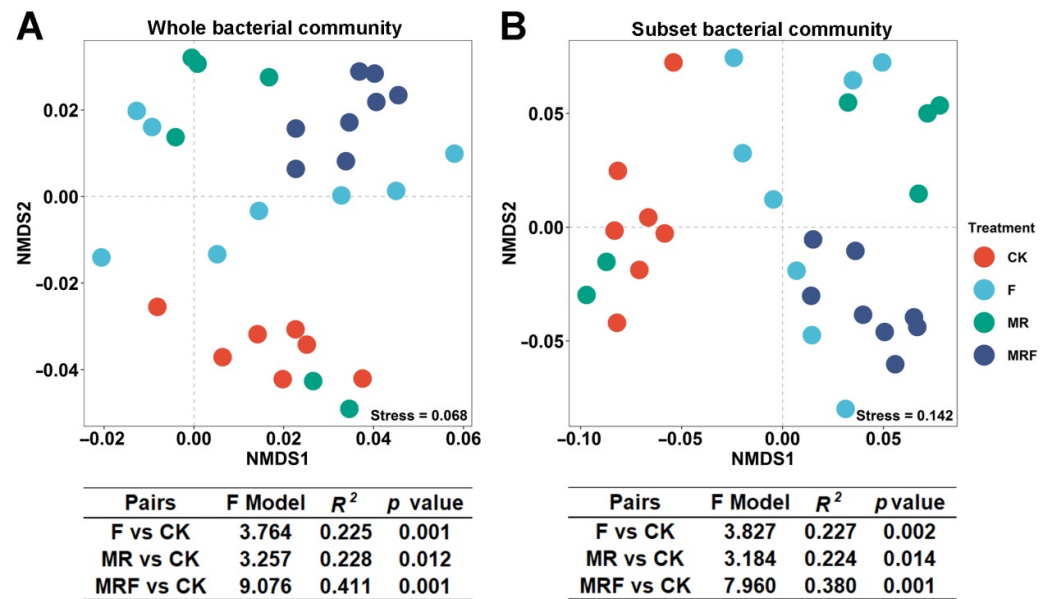 A
Whole bacterial community
NMDS2
0.02
0.00
−0.02
−0.04
Stress = 0.068
−0.02 0.00 0.02 0.04 0.06
NMDS1
Pairs F Model R² p value
F vs CK 3.764 0.225 0.001
MR vs CK 3.257 0.228 0.012
MRF vs CK 9.076 0.411 0.001
B
Subset bacterial community
NMDS2
0.05
0.00
−0.05
Stress = 0.142
−0.10 −0.05 0.00 0.05
NMDS1
Treatment
CK
F
MR
MRF
Pairs F Model R² p value
F vs CK 3.827 0.227 0.002
MR vs CK 3.184 0.224 0.014
MRF vs CK 7.960 0.380 0.001